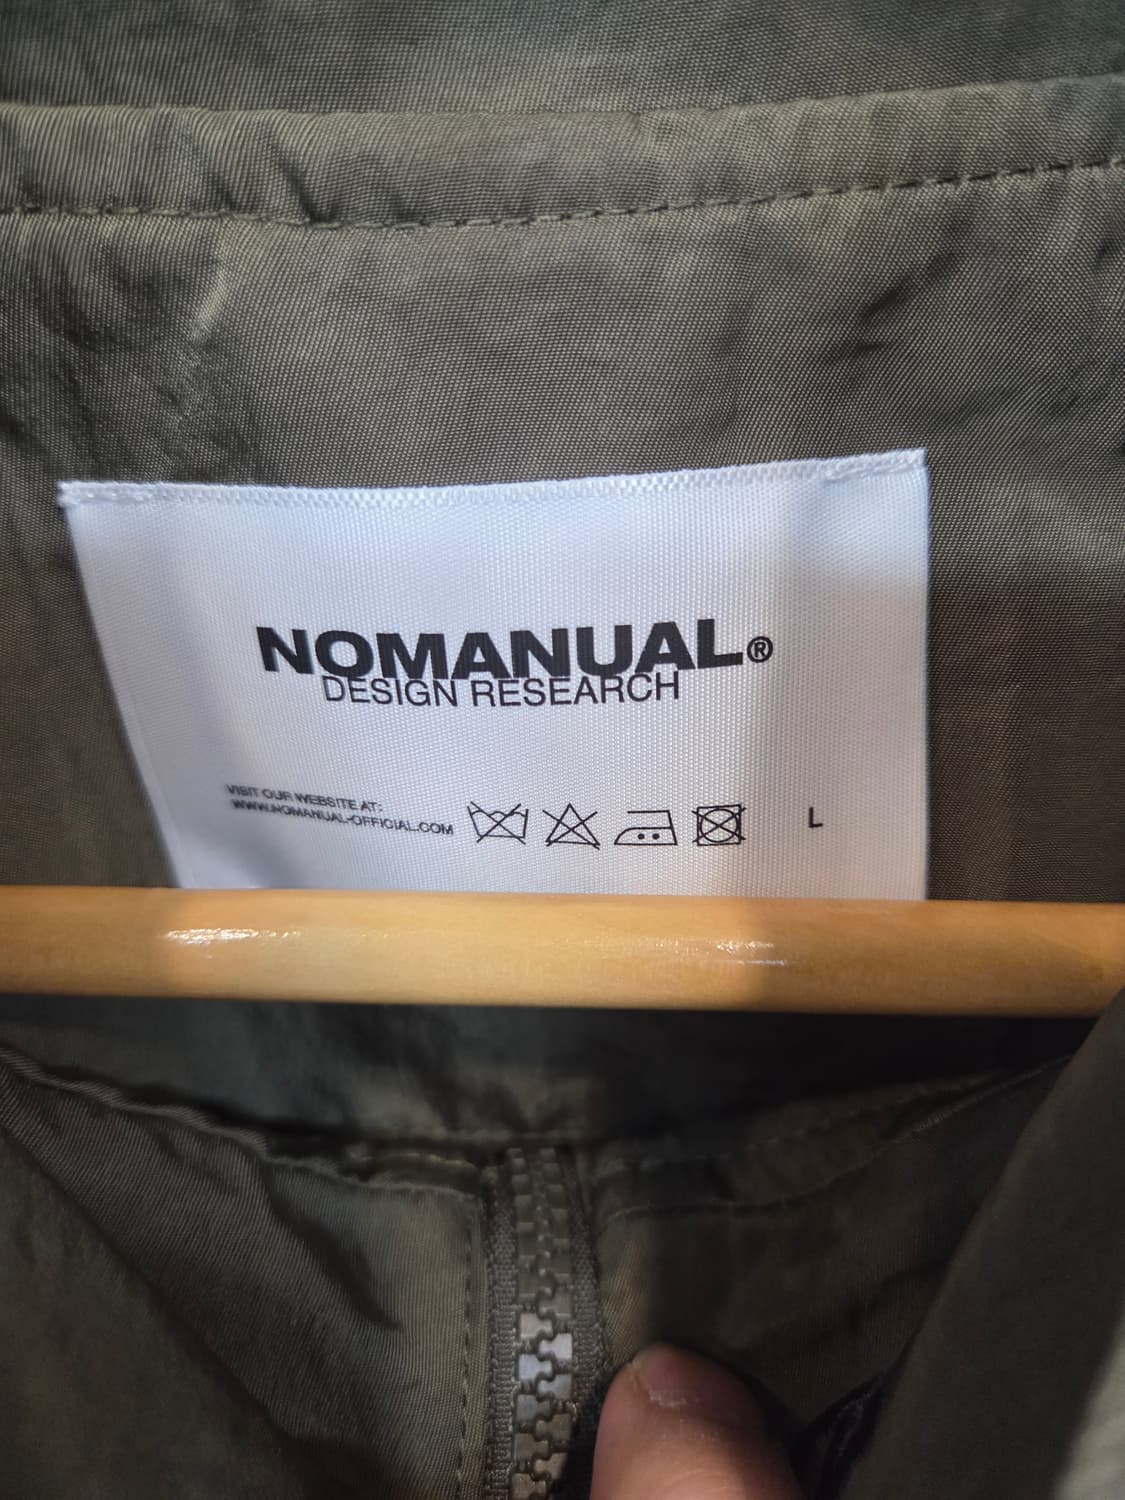 NOMANUAL®
DESIGN RESEARCH
VISIT OUR WEBSITE AT:
WWW.NOMANUAL-OFFICIAL.COM
L